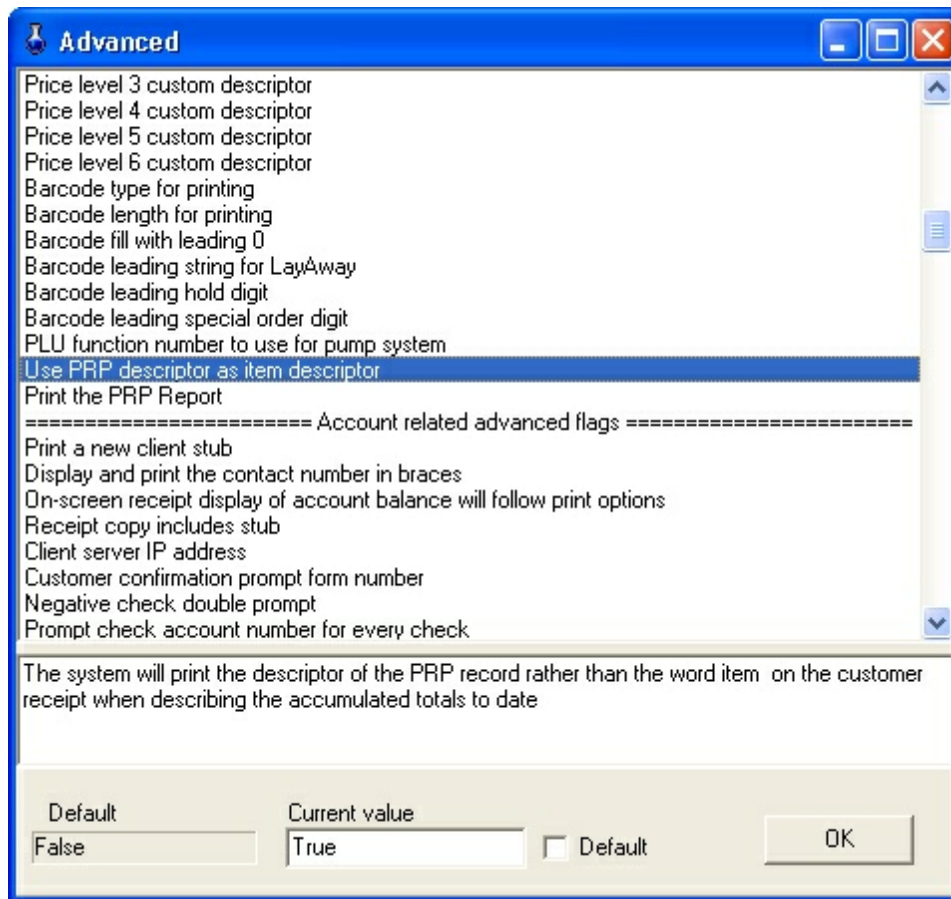 Advanced
Price level 3 custom descriptor
Price level 4 custom descriptor
Price level 5 custom descriptor
Price level 6 custom descriptor
Barcode type for printing
Barcode length for printing
Barcode fill with leading 0
Barcode leading string for LayAway
Barcode leading hold digit
Barcode leading special order digit
PLU function number to use for pump system
Use PRP descriptor as item descriptor
Print the PRP Report
======================== Account related advanced flags ========================
Print a new client stub
Display and print the contact number in braces
On-screen receipt display of account balance will follow print options
Receipt copy includes stub
Client server IP address
Customer confirmation prompt form number
Negative check double prompt
Prompt check account number for every check
The system will print the descriptor of the PRP record rather than the word item  on the customer
receipt when describing the accumulated totals to date
Default
Current value
False
True
Default
OK